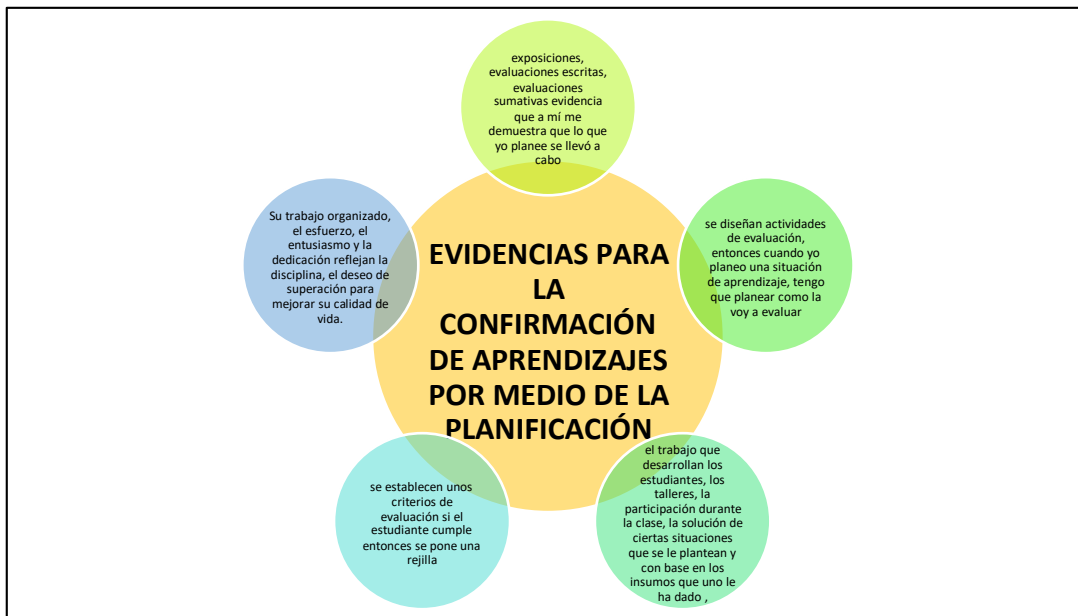 exposiciones,
evaluaciones escritas,
evaluaciones
sumativas evidencia
que a mí me
demuestra que lo que
yo planee se llevó a
cabo
se diseñan actividades
de evaluación,
entonces cuando yo
planeo una situación
de aprendizaje, tengo
que planear como la
voy a evaluar
el trabajo que
desarrollan los
estudiantes, los
talleres, la
participación durante
la clase, la solución de
ciertas situaciones
que se le plantean y
con base en los
insumos que uno le
ha dado ,
se establecen unos
criterios de
evaluación si el
estudiante cumple
entonces se pone una
rejilla
Su trabajo organizado,
el esfuerzo, el
entusiasmo y la
dedicación reflejan la
disciplina, el deseo de
superación para
mejorar su calidad de
vida.
EVIDENCIAS PARA
LA
CONFIRMACIÓN
DE APRENDIZAJES
POR MEDIO DE LA
PLANIFICACIÓN